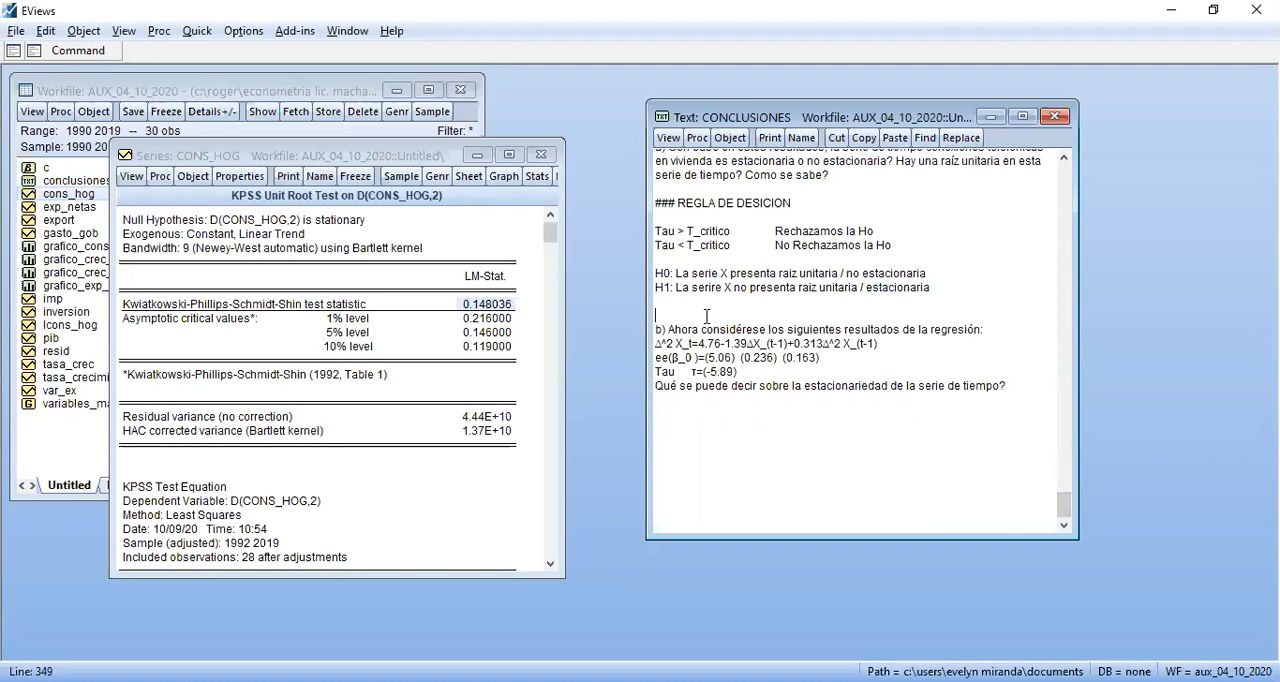 EViews
File Edit Object View Proc Quick Options Add-ins Window Help
Command
Workfile: AUX_04_10_2020 - (c:\roger\econometria lic. macha...
View Proc Object Save Freeze Details+/- Show Fetch Store Delete Genr Sample
Range: 1990 2019 -- 30 obs Filter: *
Sample: 1990 20
c
conclusiones
cons_hog
exp_netas
export
gasto_gob
grafico_cons
grafico_crec_
grafico_crec_
grafico_exp_
imp
inversion
lcons_hog
pib
resid
tasa_crec
tasa_crecimi
var_ex
variables_ma
Untitled
Series: CONS_HOG Workfile: AUX_04_10_2020::Untitled\
View Proc Object Properties Print Name Freeze Sample Genr Sheet Graph Stats
KPSS Unit Root Test on D(CONS_HOG,2)
Null Hypothesis: D(CONS_HOG,2) is stationary
Exogenous: Constant, Linear Trend
Bandwidth: 9 (Newey-West automatic) using Bartlett kernel
LM-Stat.
Kwiatkowski-Phillips-Schmidt-Shin test statistic 0.148036
Asymptotic critical values*: 1% level 0.216000
5% level 0.146000
10% level 0.119000
*Kwiatkowski-Phillips-Schmidt-Shin (1992, Table 1)
Residual variance (no correction) 4.44E+10
HAC corrected variance (Bartlett kernel) 1.37E+10
KPSS Test Equation
Dependent Variable: D(CONS_HOG,2)
Method: Least Squares
Date: 10/09/20 Time: 10:54
Sample (adjusted): 1992 2019
Included observations: 28 after adjustments
Text: CONCLUSIONES Workfile: AUX_04_10_2020::Un...
View Proc Object Print Name Cut Copy Paste Find Replace
en vivienda es estacionaria o no estacionaria? Hay una raíz unitaria en esta
serie de tiempo? Como se sabe?
### REGLA DE DESICION
Tau > T_critico Rechazamos la Ho
Tau < T_critico No Rechazamos la Ho
H0: La serie X presenta raiz unitaria / no estacionaria
H1: La serire X no presenta raiz unitaria / estacionaria
b) Ahora considérese los siguientes resultados de la regresión:
∆^2 X_t=4.76-1.39∆X_(t-1)+0.313∆^2 X_(t-1)
ee(β_0 )=(5.06) (0.236) (0.163)
Tau τ=(-5.89)
Qué se puede decir sobre la estacionariedad de la serie de tiempo?
Line: 349 Path = c:\users\evelyn miranda\documents DB = none WF = aux_04_10_2020